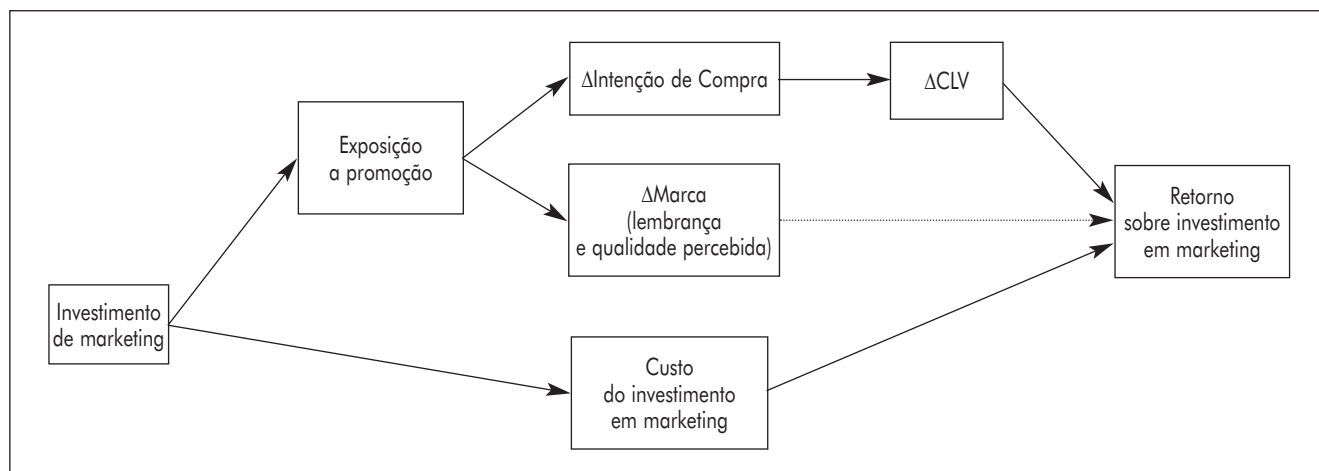 ΔIntenção de Compra
ΔCLV
Exposição
a promoção
ΔMarca
(lembrança
e qualidade percebida)
Retorno
sobre investimento
em marketing
Investimento
de marketing
Custo
do investimento
em marketing